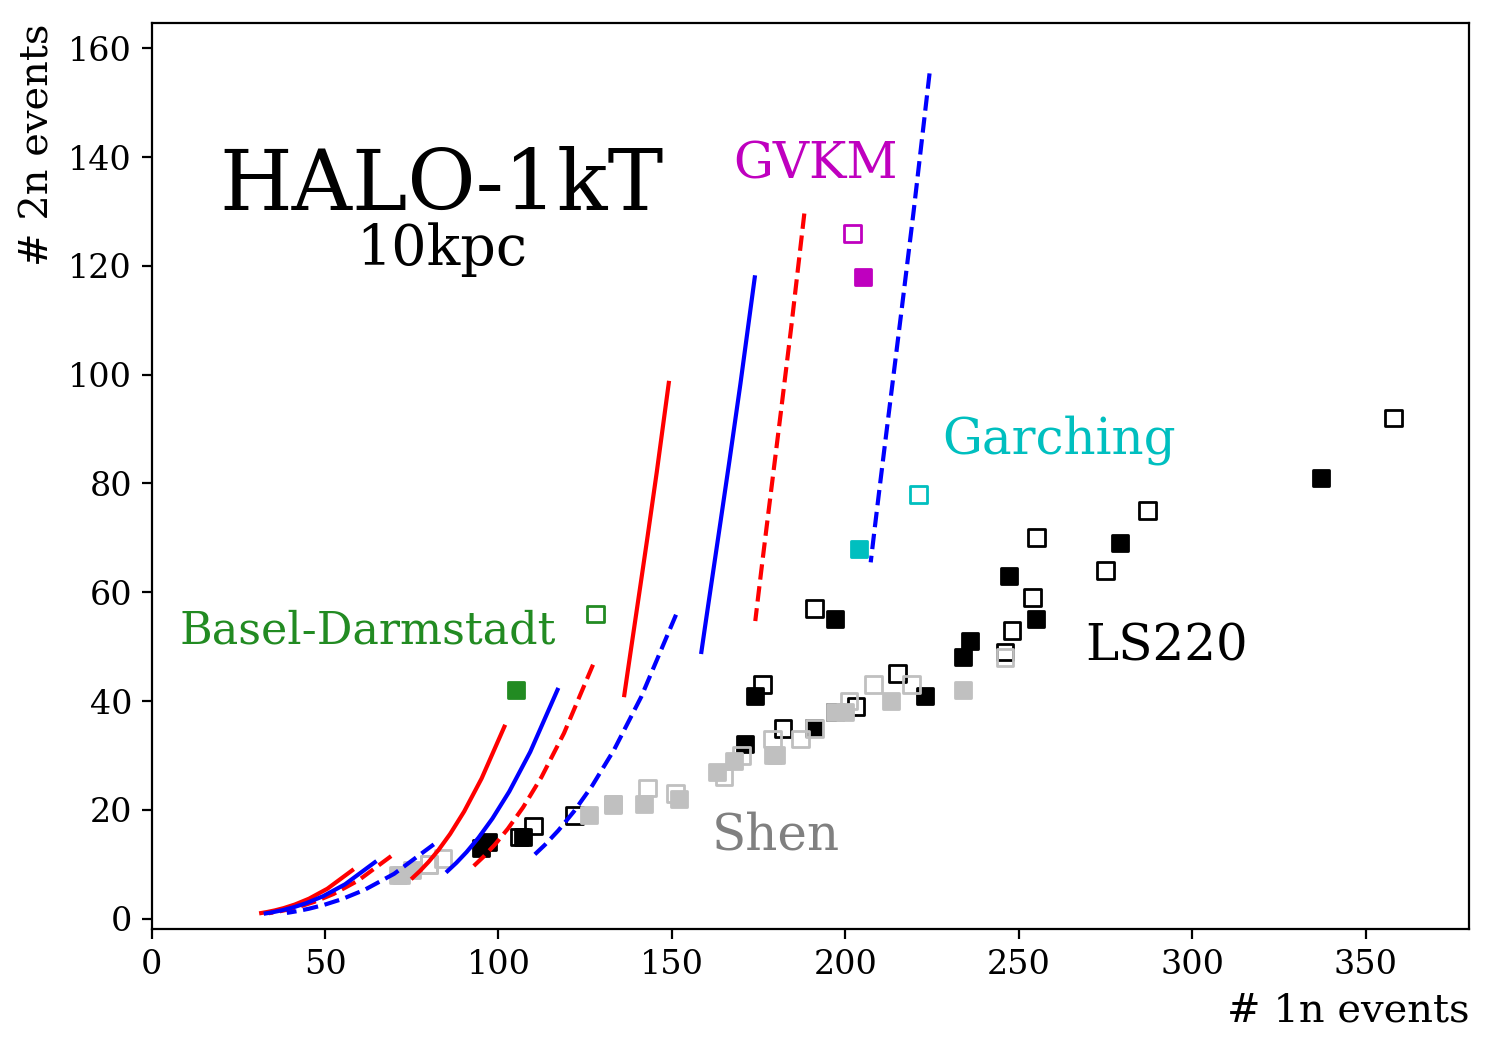 # 2n events
160
140
120
100
80
60
40
20
0
HALO-1kT
10kpc
GVKM
Garching
Basel-Darmstadt
LS220
Shen
0 50 100 150 200 250 300 350
# 1n events